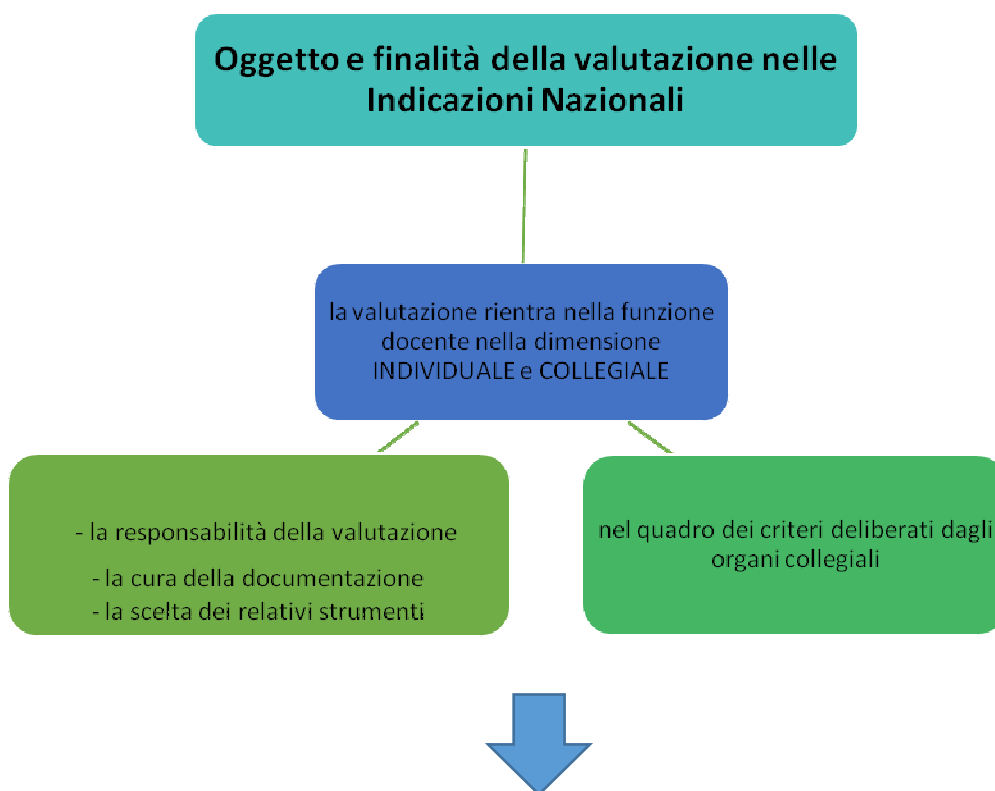 Oggetto e finalità della valutazione nelle
Indicazioni Nazionali
la valutazione rientra nella funzione
docente nella dimensione
INDIVIDUALE e COLLEGIALE
- la responsabilità della valutazione
- la cura della documentazione
- la scelta dei relativi strumenti
nel quadro dei criteri deliberati dagli
organi collegiali